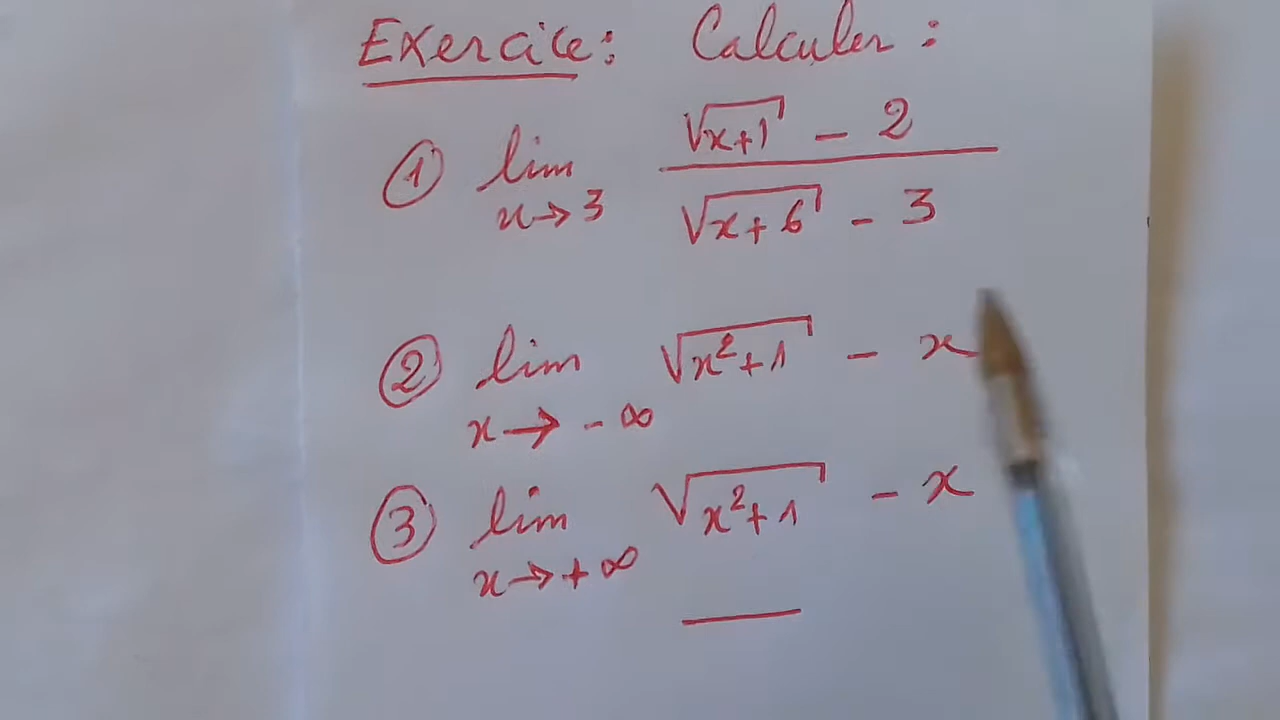 Exercice: Calculer:
① lim x→3 (√(x+1) - 2) / (√(x+6) - 3)
② lim x→-∞ √(x²+1) - x
③ lim x→+∞ √(x²+1) - x